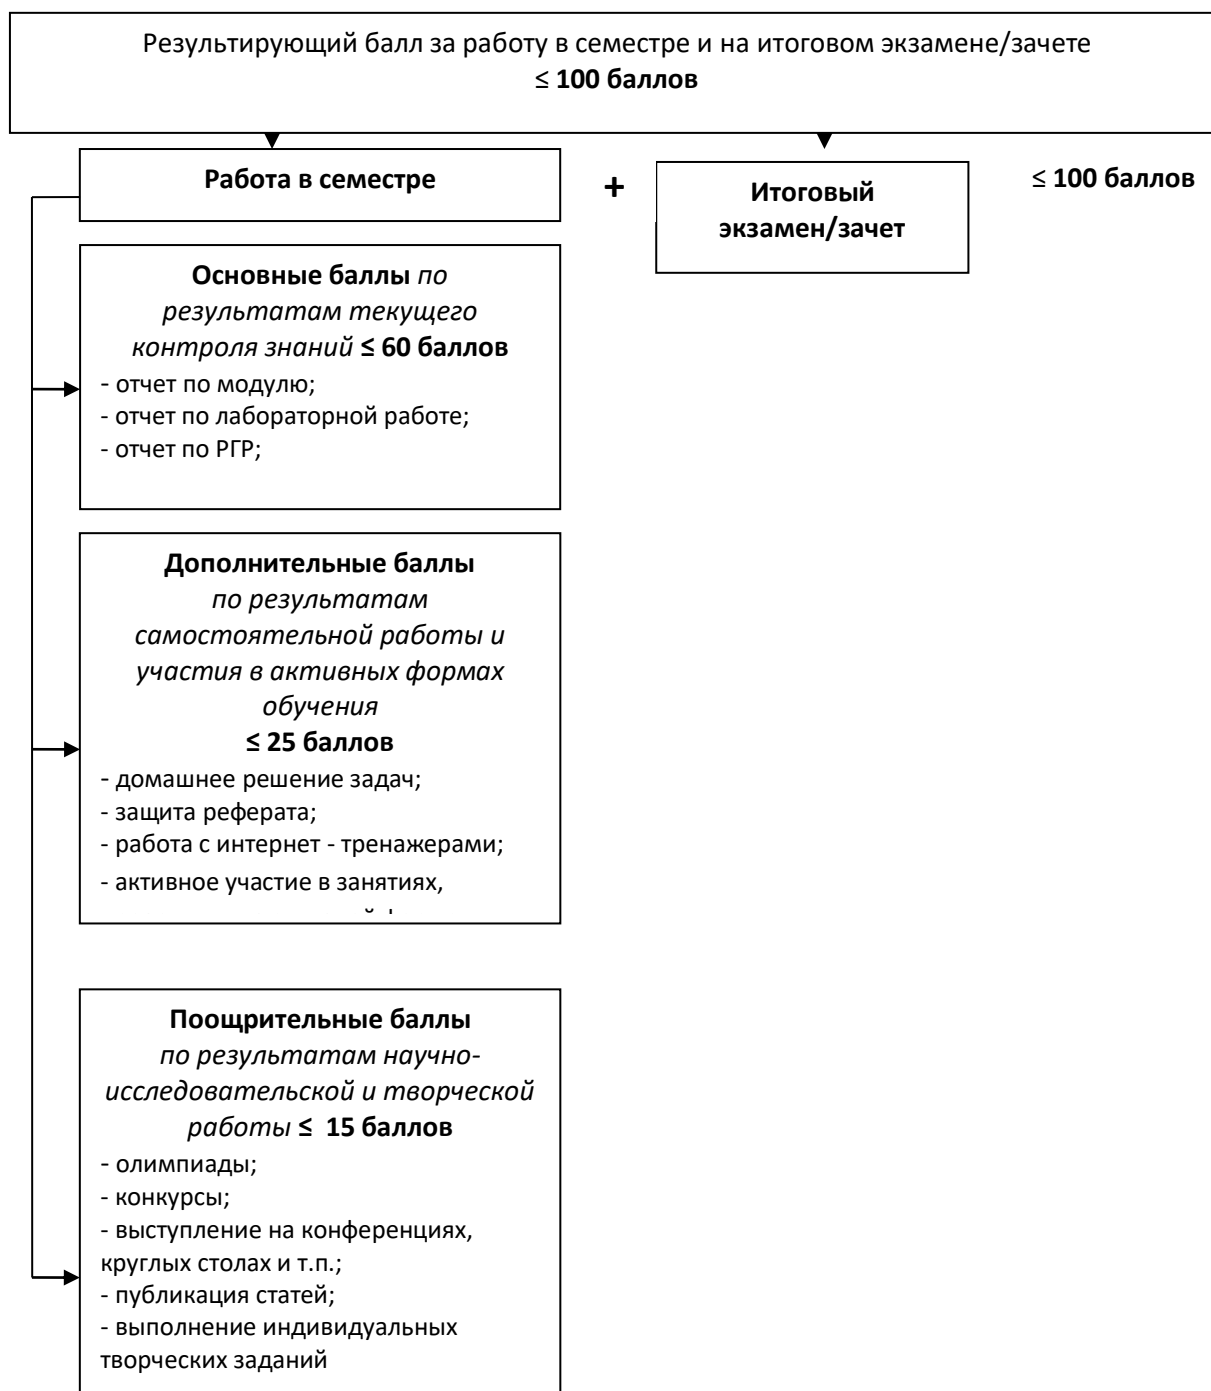 Результирующий балл за работу в семестре и на итоговом экзамене/зачете
≤ 100 баллов
Работа в семестре
+
Итоговый
экзамен/зачет
≤ 100 баллов
Основные баллы по
результатам текущего
контроля знаний ≤ 60 баллов
- отчет по модулю;
- отчет по лабораторной работе;
- отчет по РГР;
Дополнительные баллы
по результатам
самостоятельной работы и
участия в активных формах
обучения
≤ 25 баллов
- домашнее решение задач;
- защита реферата;
- работа с интернет - тренажерами;
- активное участие в занятиях,
Поощрительные баллы
по результатам научно-
исследовательской и творческой
работы ≤ 15 баллов
- олимпиады;
- конкурсы;
- выступление на конференциях,
круглых столах и т.п.;
- публикация статей;
- выполнение индивидуальных
творческих заданий